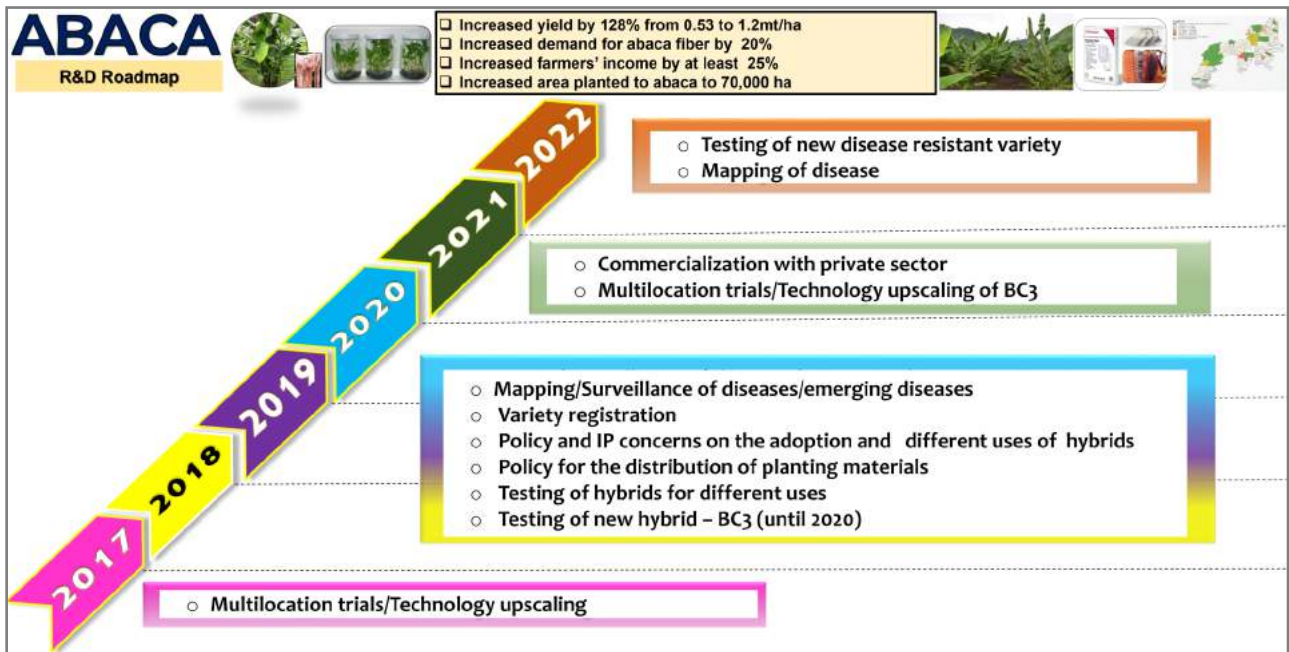 ABACA
R&D Roadmap
❑ Increased yield by 128% from 0.53 to 1.2mt/ha
❑ Increased demand for abaca fiber by 20%
❑ Increased farmers' income by at least 25%
❑ Increased area planted to abaca to 70,000 ha
2022
○ Testing of new disease resistant variety
○ Mapping of disease
2021
○ Commercialization with private sector
○ Multilocation trials/Technology upscaling of BC3
2020
2019
2018
○ Mapping/Surveillance of diseases/emerging diseases
○ Variety registration
○ Policy and IP concerns on the adoption and different uses of hybrids
○ Policy for the distribution of planting materials
○ Testing of hybrids for different uses
○ Testing of new hybrid – BC3 (until 2020)
2017
○ Multilocation trials/Technology upscaling